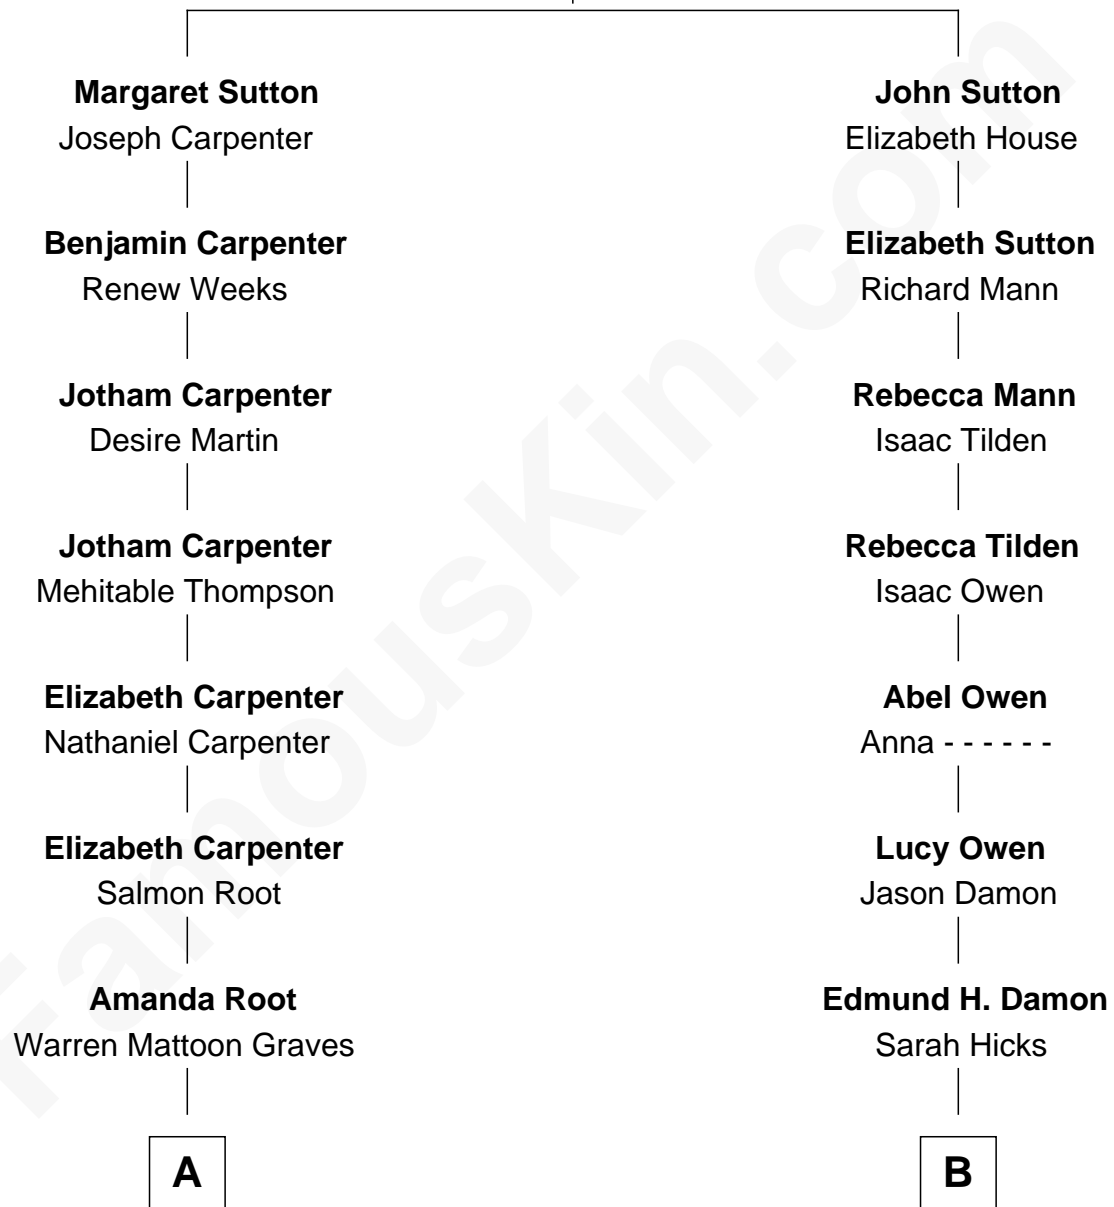 Margaret Sutton
Joseph Carpenter
Benjamin Carpenter
Renew Weeks
Jotham Carpenter
Desire Martin
Jotham Carpenter
Mehitable Thompson
Elizabeth Carpenter
Nathaniel Carpenter
Elizabeth Carpenter
Salmon Root
Amanda Root
Warren Mattoon Graves
A
John Sutton
Elizabeth House
Elizabeth Sutton
Richard Mann
Rebecca Mann
Isaac Tilden
Rebecca Tilden
Isaac Owen
Abel Owen
Anna - - - - - -
Lucy Owen
Jason Damon
Edmund H. Damon
Sarah Hicks
B
FamousKin.com